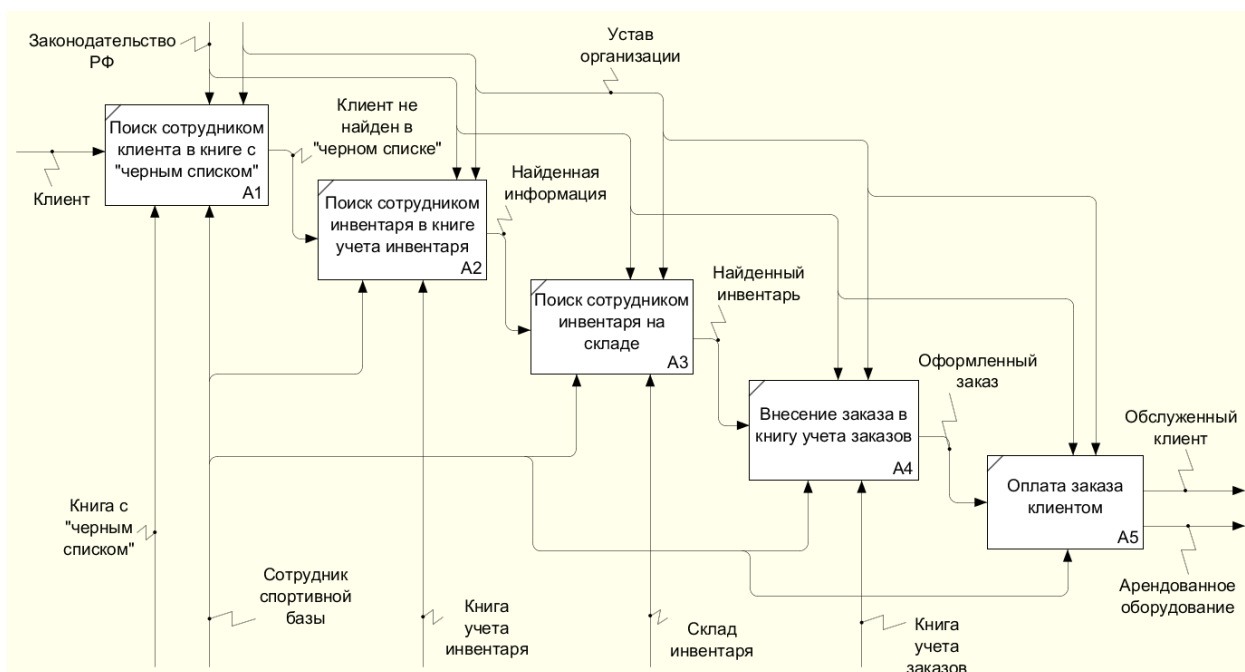 Законодательство
РФ
Устав
организации
Поиск сотрудником
клиента в книге с
"черным списком"
A1
Клиент
Клиент не
найден в
"черном списке"
Поиск сотрудником
инвентаря в книге
учета инвентаря
A2
Найденная
информация
Поиск сотрудником
инвентаря на
складе
A3
Найденный
инвентарь
Внесение заказа в
книгу учета заказов
A4
Оформленный
заказ
Оплата заказа
клиентом
A5
Обслуженный
клиент
Арендованное
оборудование
Книга с
"черным
списком"
Сотрудник
спортивной
базы
Книга
учета
инвентаря
Склад
инвентаря
Книга
учета
заказов